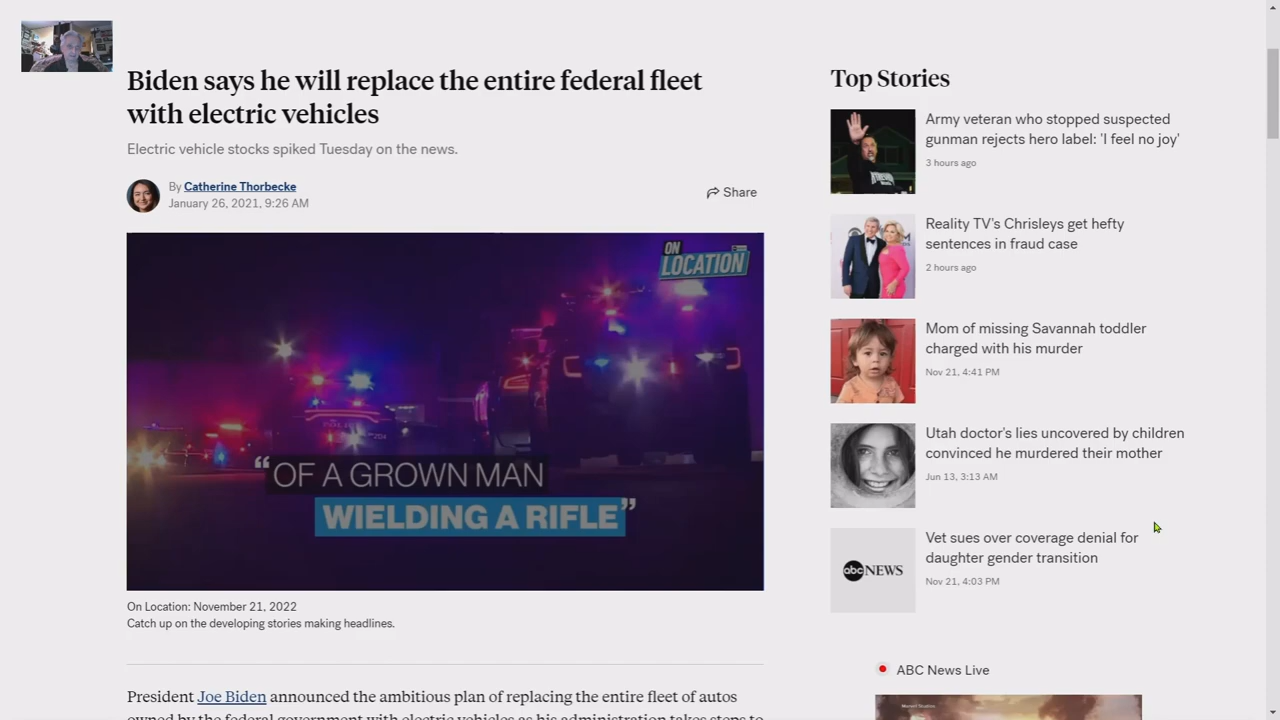 Biden says he will replace the entire federal fleet
with electric vehicles
Electric vehicle stocks spiked Tuesday on the news.
By Catherine Thorbecke
January 26, 2021, 9:26 AM
Share
ON
LOCATION
“OF A GROWN MAN
WIELDING A RIFLE”
On Location: November 21, 2022
Catch up on the developing stories making headlines.
President Joe Biden announced the ambitious plan of replacing the entire fleet of autos
owned by the federal government with electric vehicles as his administration takes steps to
Top Stories
Army veteran who stopped suspected
gunman rejects hero label: 'I feel no joy'
3 hours ago
Reality TV’s Chrisleys get hefty
sentences in fraud case
2 hours ago
Mom of missing Savannah toddler
charged with his murder
Nov 21, 4:41 PM
Utah doctor's lies uncovered by children
convinced he murdered their mother
Jun 13, 3:13 AM
abc NEWS
Vet sues over coverage denial for
daughter gender transition
Nov 21, 4:03 PM
ABC News Live